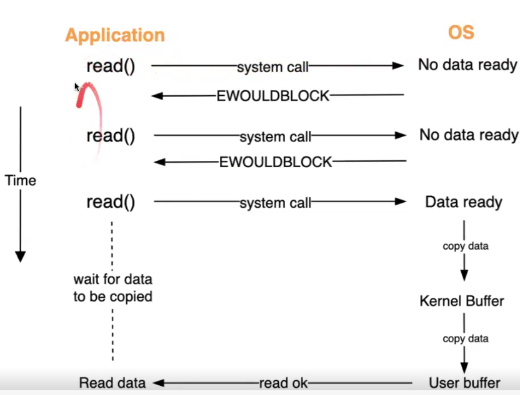 Application OS
read() system call No data ready
EWOULDBLOCK
read() system call No data ready
EWOULDBLOCK
Time
read() system call Data ready
copy data
wait for data
to be copied
Kernel Buffer
copy data
Read data read ok User buffer